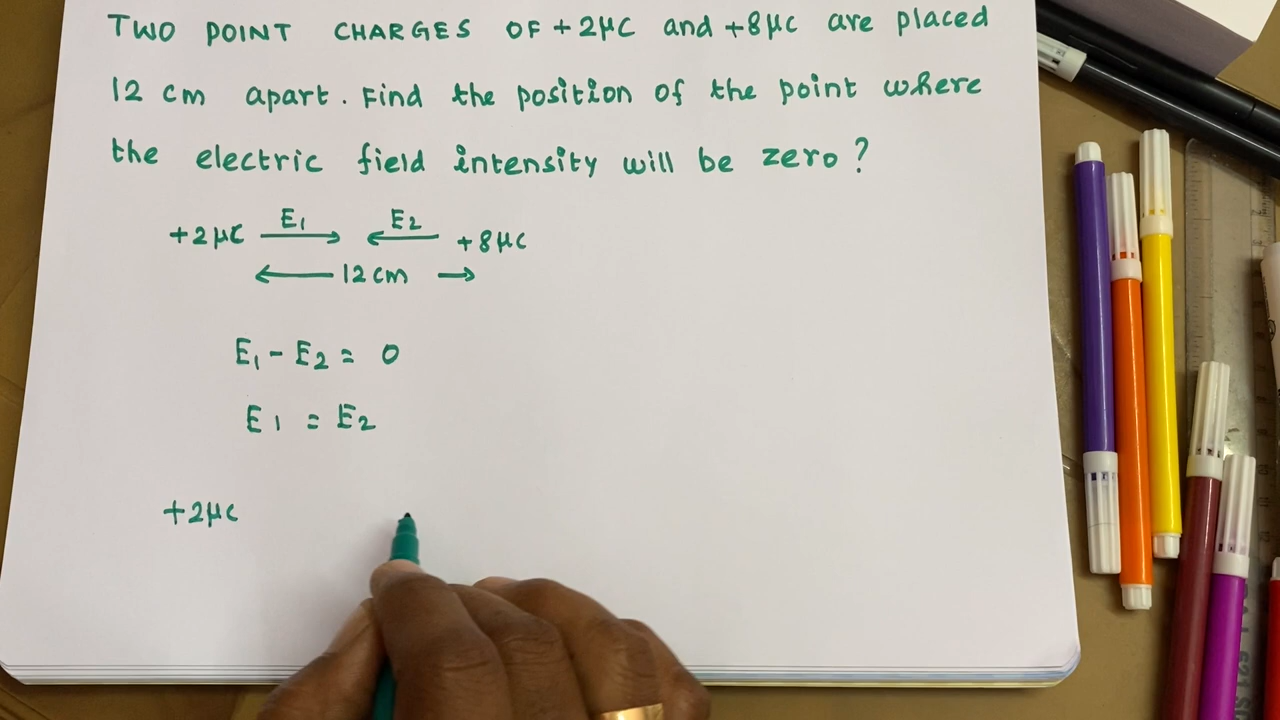 TWO POINT CHARGES OF +2μC and +8μC are placed
12 cm apart. Find the position of the point where
the electric field intensity will be zero?
E1 E2
+2μC → ← +8μC
← 12 cm →
E1 - E2 = 0
E1 = E2
+2μC